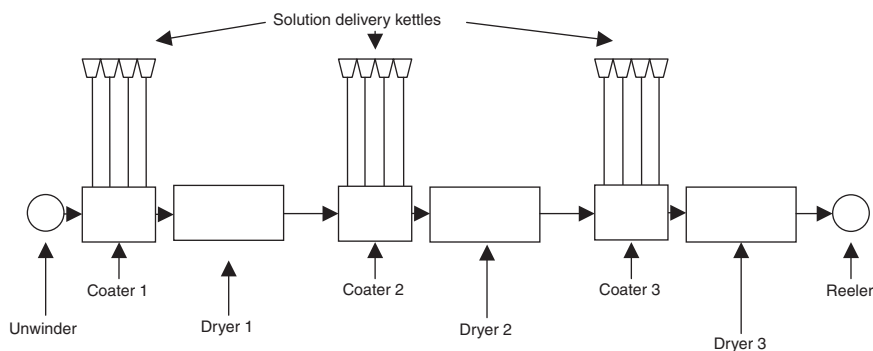 Solution delivery kettles
Coater 1
Coater 2
Coater 3
Reeler
Unwinder
Dryer 1
Dryer 2
Dryer 3